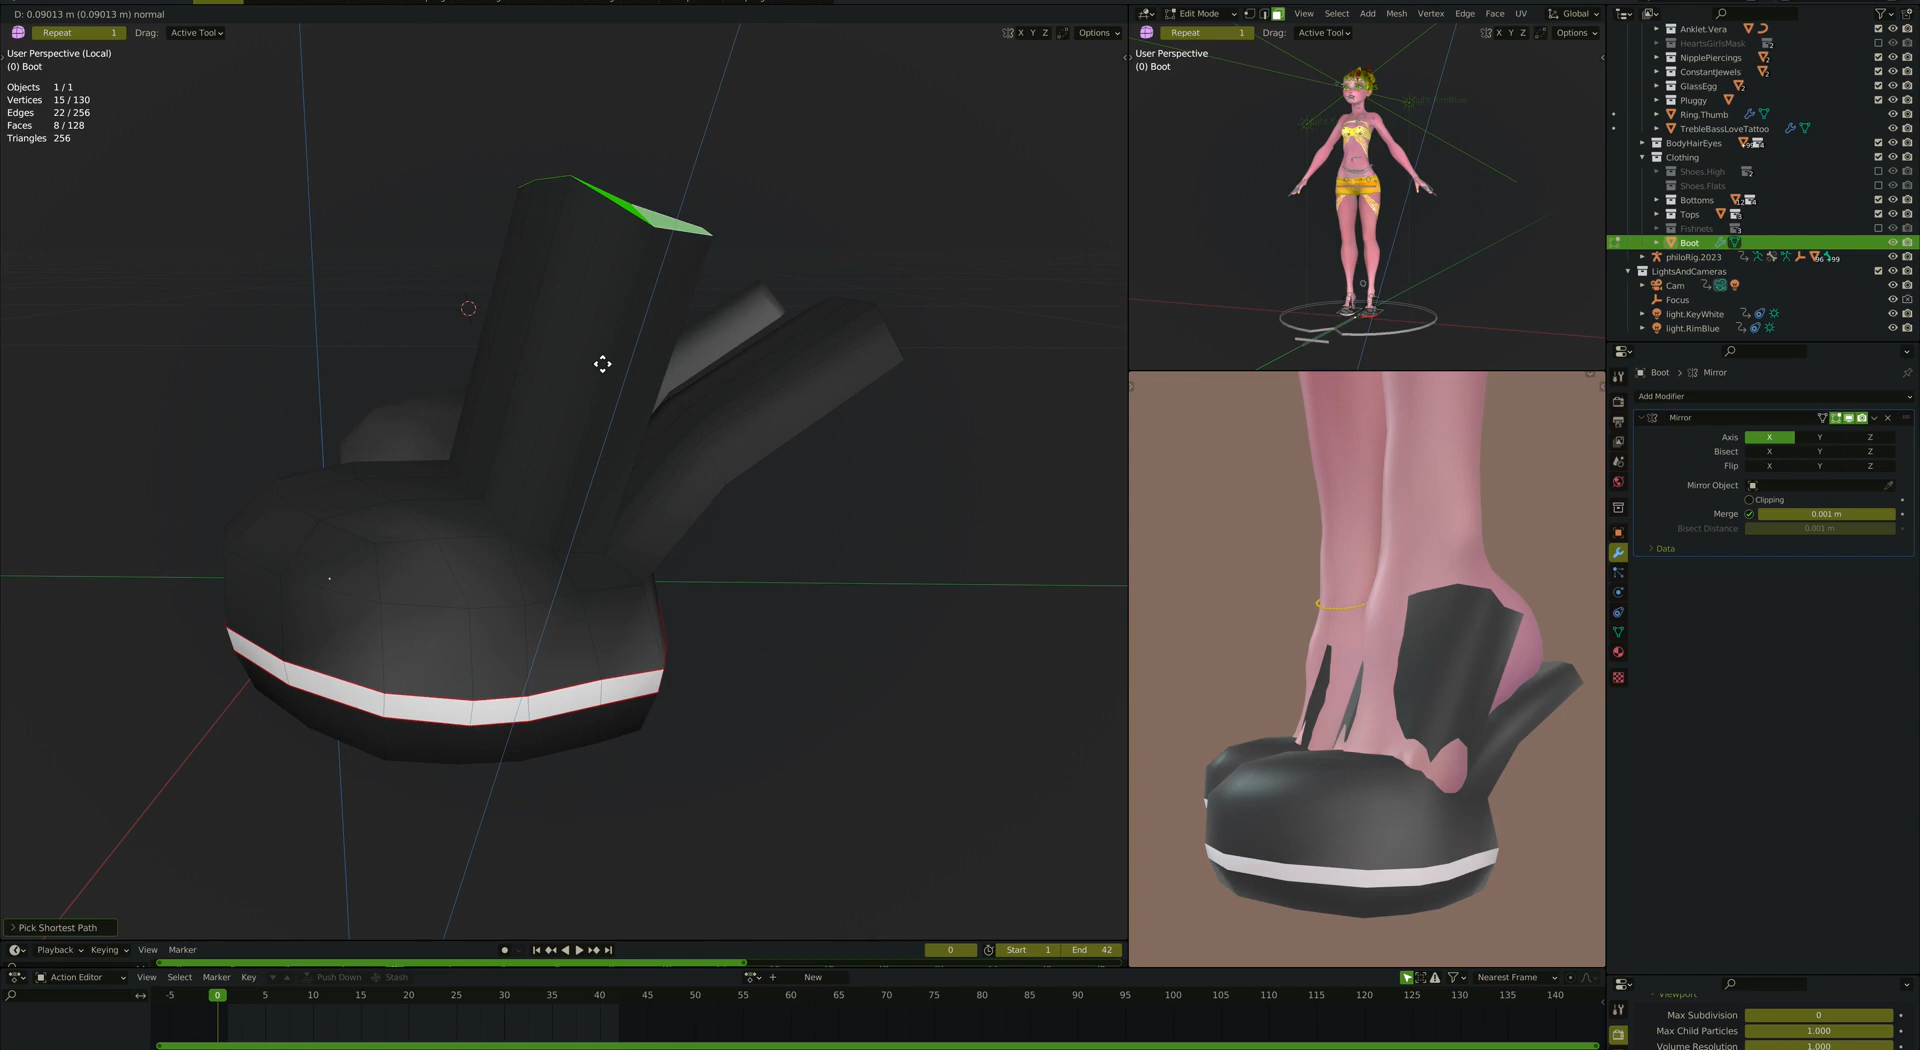 D: 0.09013 m (0.09013 m) normal
Repeat 1 Drag: Active Tool X Y Z Options
User Perspective (Local)
(0) Boot
Objects 1 / 1
Vertices 15 / 130
Edges 22 / 256
Faces 8 / 128
Triangles 256
Pick Shortest Path
Edit Mode View Select Add Mesh Vertex Edge Face UV Global
Repeat 1 Drag: Active Tool X Y Z Options
User Perspective
(0) Boot
Anklet.Vera
HeartsGirlsMask
NipplePiercings
ConstantJewels
GlassEgg
Pluggy
Ring.Thumb
TrebleBassLoveTattoo
BodyHairEyes
Clothing
Shoes.High
Shoes.Flats
Bottoms
Tops
Fishnets
Boot
philoRig.2023
LightsAndCameras
Cam
Focus
light.KeyWhite
light.RimBlue
Boot > Mirror
Add Modifier
Mirror
Axis X Y Z
Bisect X Y Z
Flip X Y Z
Mirror Object
Clipping
Merge 0.001 m
Bisect Distance 0.001 m
Data
Playback Keying View Marker 0 Start 1 End 42
Action Editor View Select Marker Key Push Down Stash New Nearest Frame
-5 0 5 10 15 20 25 30 35 40 45 50 55 60 65 70 75 80 85 90 95 100 105 110 115 120 125 130 135 140
Viewport
Max Subdivision 0
Max Child Particles 1.000
Volume Resolution 1.000